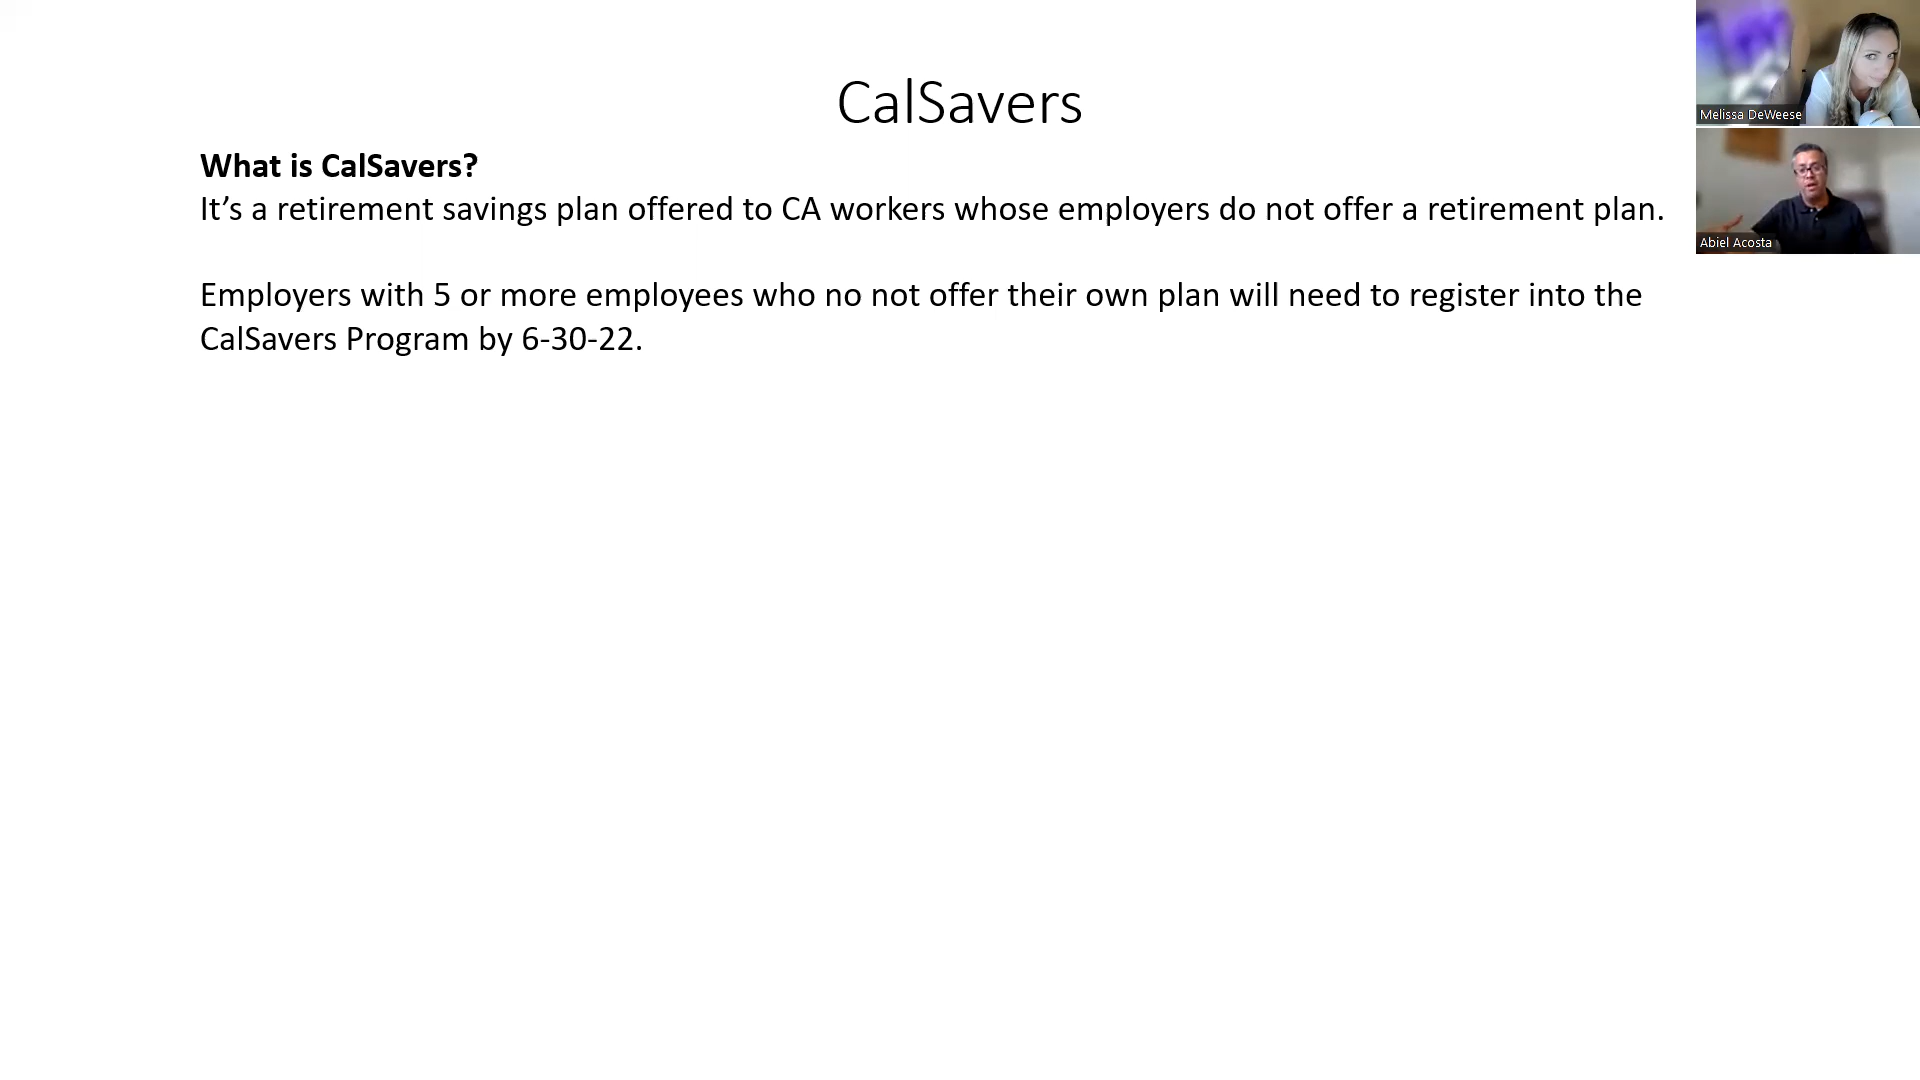 CalSavers
What is CalSavers?
It’s a retirement savings plan offered to CA workers whose employers do not offer a retirement plan.
Employers with 5 or more employees who no not offer their own plan will need to register into the
CalSavers Program by 6-30-22.
Melissa DeWeese
Abiel Acosta